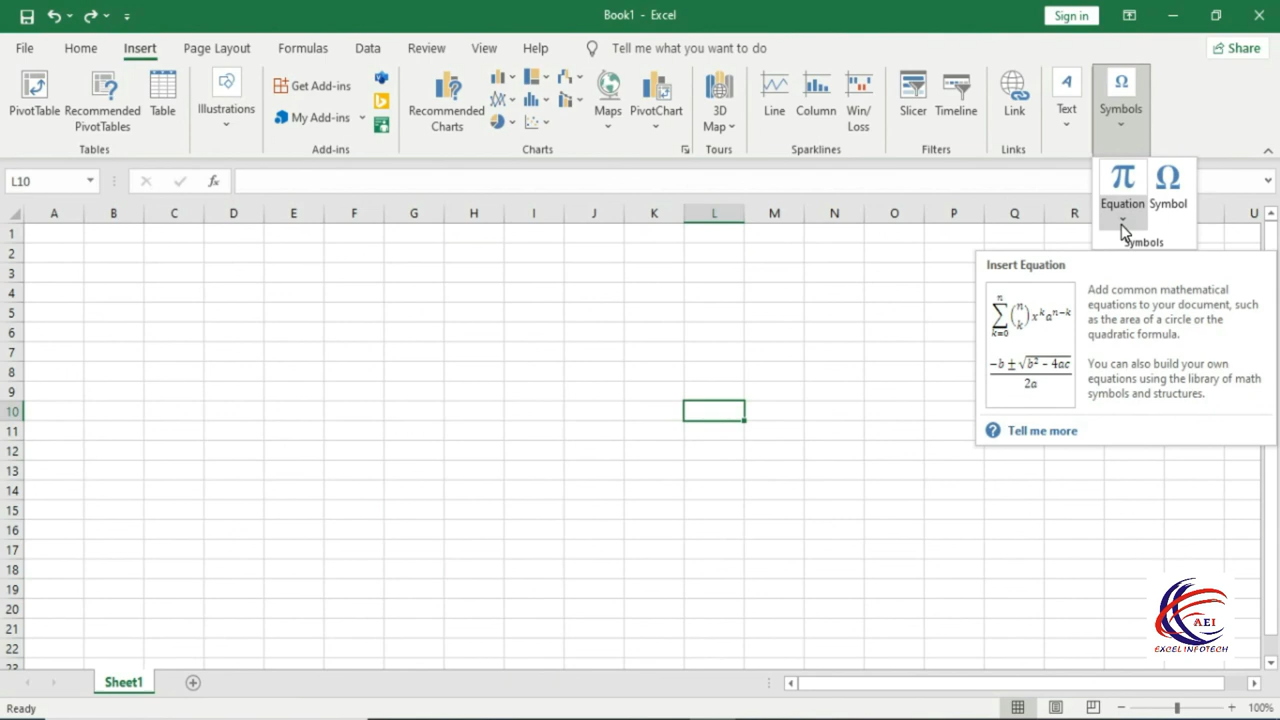 Book1 - Excel
Sign in
File Home Insert Page Layout Formulas Data Review View Help Tell me what you want to do Share
PivotTable Recommended PivotTables Table
Tables
Illustrations
Get Add-ins
My Add-ins
Add-ins
Recommended Charts
Maps PivotChart
Charts
3D Map
Tours
Line Column Win/ Loss
Sparklines
Slicer Timeline
Filters
Link
Links
Text
Symbols
L10
fx
π Ω
Equation Symbol
Symbols
A B C D E F G H I J K L M N O P Q R U
1
2
3
4
5
6
7
8
9
10
11
12
13
14
15
16
17
18
19
20
21
22
23
Insert Equation
n
∑ (n k) x^k a^n−k
k=0
−b ± √b² − 4ac
2a
Add common mathematical
equations to your document, such
as the area of a circle or the
quadratic formula.
You can also build your own
equations using the library of math
symbols and structures.
? Tell me more
AEI
EXCEL INFOTECH
Sheet1
Ready
100%